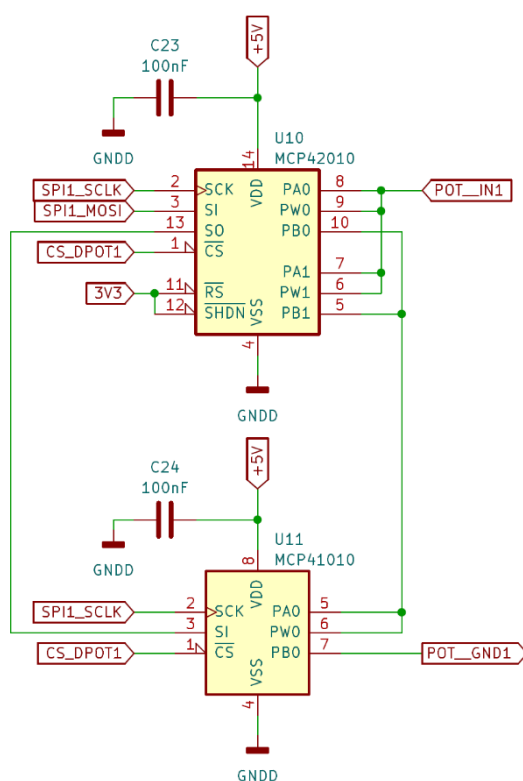 +5V
C23
100nF
GNDD
U10
MCP42010
14
VDD
SPI1_SCLK 2 SCK PA0 8 POT__IN1
SPI1_MOSI 3 SI PW0 9
13 SO PB0 10
CS_DPOT1 1 CS
PA1 7
3V3 11 RS PW1 6
12 SHDN PB1 5
VSS
4
GNDD
+5V
C24
100nF
GNDD
U11
MCP41010
8
VDD
SPI1_SCLK 2 SCK PA0 5
3 SI PW0 6
CS_DPOT1 1 CS PB0 7 POT__GND1
VSS
4
GNDD